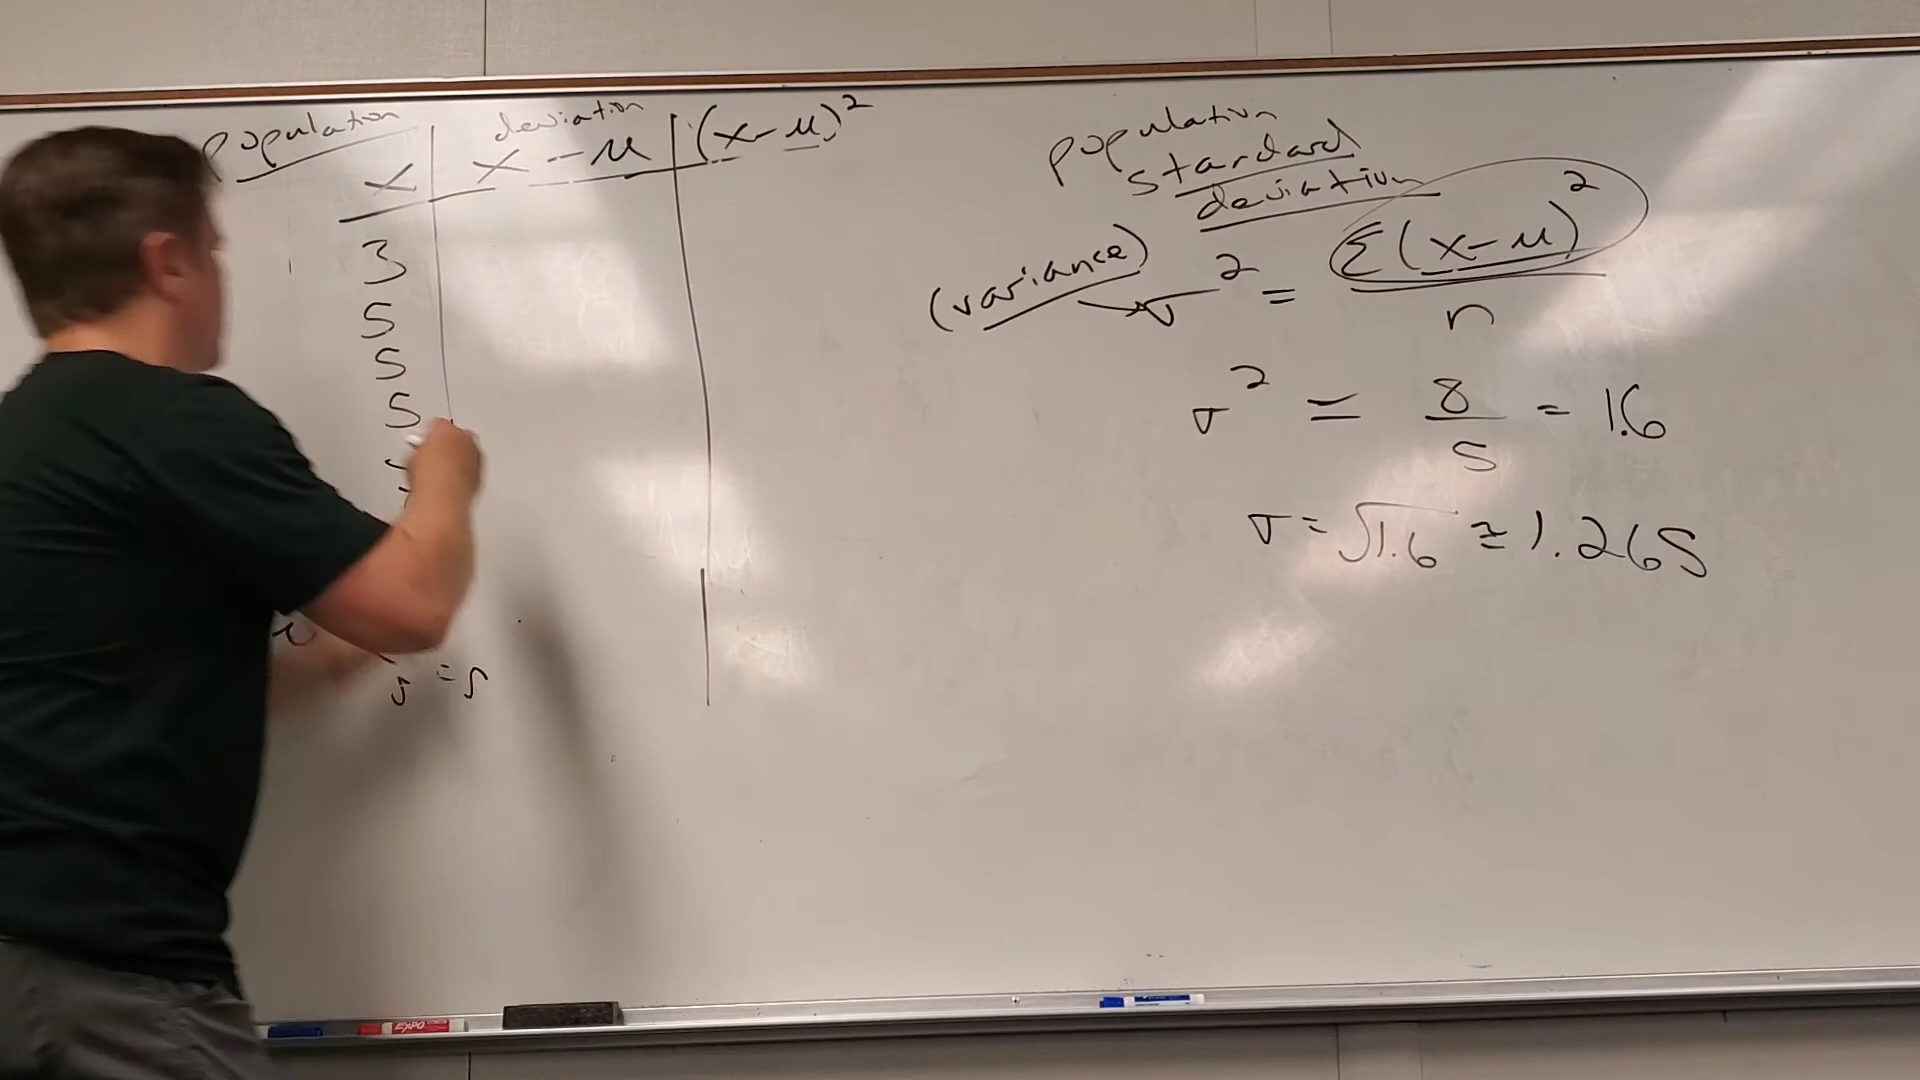 population
deviation
x | x - μ | (x - μ)²
3
5
5
5
5 = 5
population
standard
deviation
(variance) → σ² = Σ(x - μ)² / n
σ² = 8/5 = 1.6
σ = √1.6 ≅ 1.265
EXPO